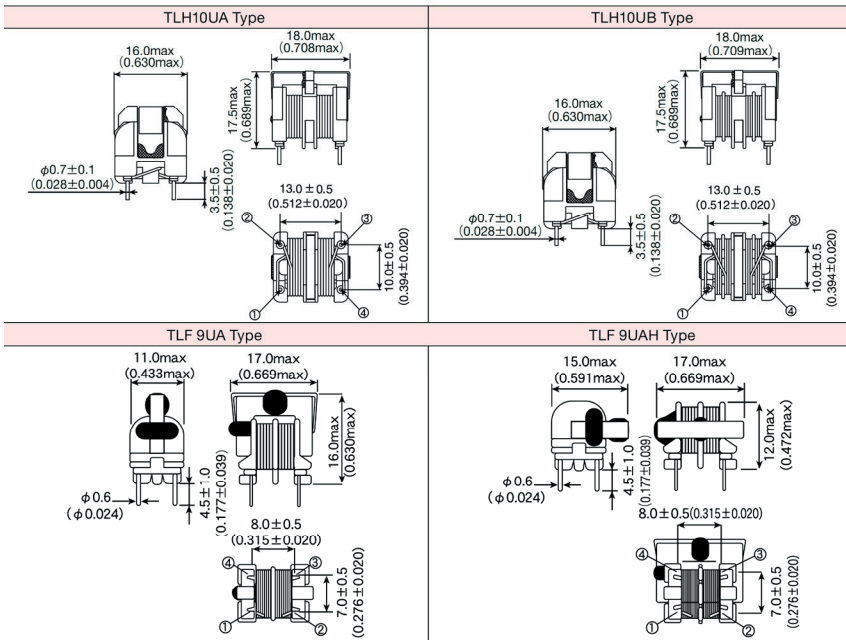 TLH10UA Type
18.0max
(0.708max)
16.0max
(0.630max)
17.5max
(0.689max)
φ0.7±0.1
(0.028±0.004)
3.5±0.5
(0.138±0.020)
13.0±0.5
(0.512±0.020)
②
③
10.0±0.5
(0.394±0.020)
①
④
TLH10UB Type
18.0max
(0.709max)
16.0max
(0.630max)
17.5max
(0.689max)
φ0.7±0.1
(0.028±0.004)
3.5±0.5
(0.138±0.020)
13.0±0.5
(0.512±0.020)
②
③
10.0±0.5
(0.394±0.020)
①
④
TLF 9UA Type
11.0max
(0.433max)
17.0max
(0.669max)
16.0max
(0.630max)
φ0.6
(φ0.024)
4.5±1.0
(0.177±0.039)
8.0±0.5
(0.315±0.020)
④
③
7.0±0.5
(0.276±0.020)
①
②
TLF 9UAH Type
15.0max
(0.591max)
17.0max
(0.669max)
12.0max
(0.472max)
φ0.6
(φ0.024)
4.5±1.0
(0.177±0.039)
8.0±0.5(0.315±0.020)
④
③
7.0±0.5
(0.276±0.020)
①
②